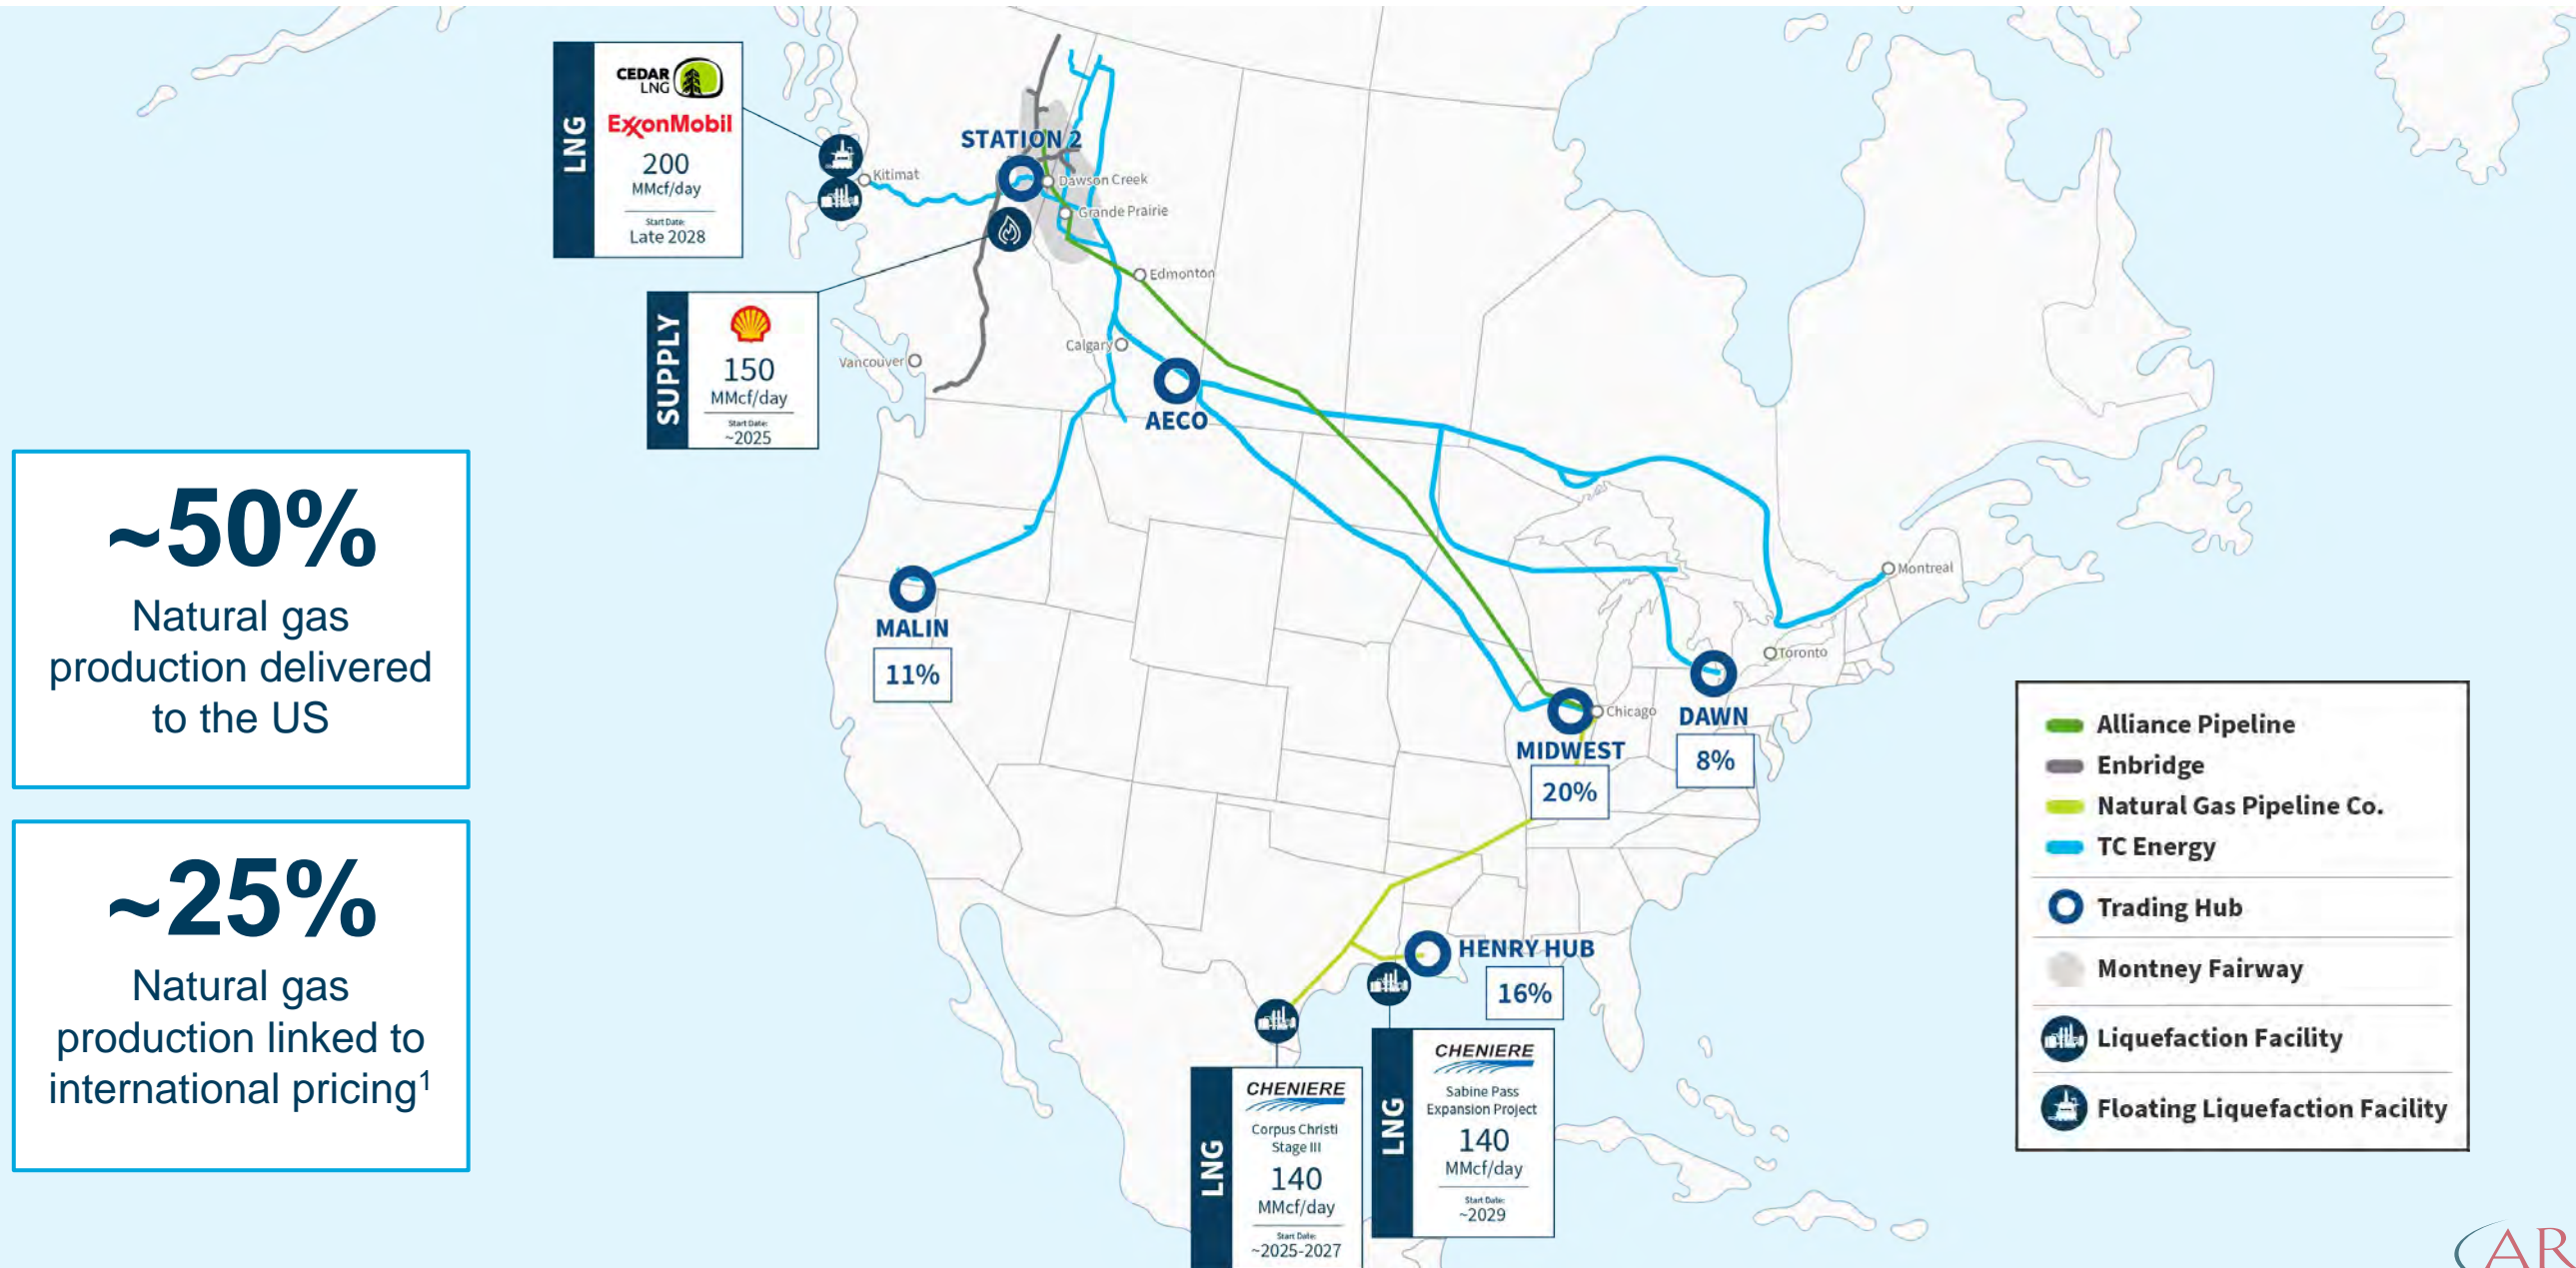 LNG
CEDAR
LNG
ExxonMobil
200
MMcf/day
Start Date:
Late 2028
SUPPLY
150
MMcf/day
Start Date:
~2025
STATION 2
Kitimat
Dawson Creek
Grande Prairie
Edmonton
Calgary
Vancouver
AECO
~50%
Natural gas
production delivered
to the US
~25%
Natural gas
production linked to
international pricing¹
MALIN
11%
Montreal
Toronto
Chicago
MIDWEST
20%
DAWN
8%
HENRY HUB
16%
LNG
CHENIERE
Corpus Christi
Stage III
140
MMcf/day
Start Date:
~2025-2027
LNG
CHENIERE
Sabine Pass
Expansion Project
140
MMcf/day
Start Date:
~2029
Alliance Pipeline
Enbridge
Natural Gas Pipeline Co.
TC Energy
Trading Hub
Montney Fairway
Liquefaction Facility
Floating Liquefaction Facility
AR